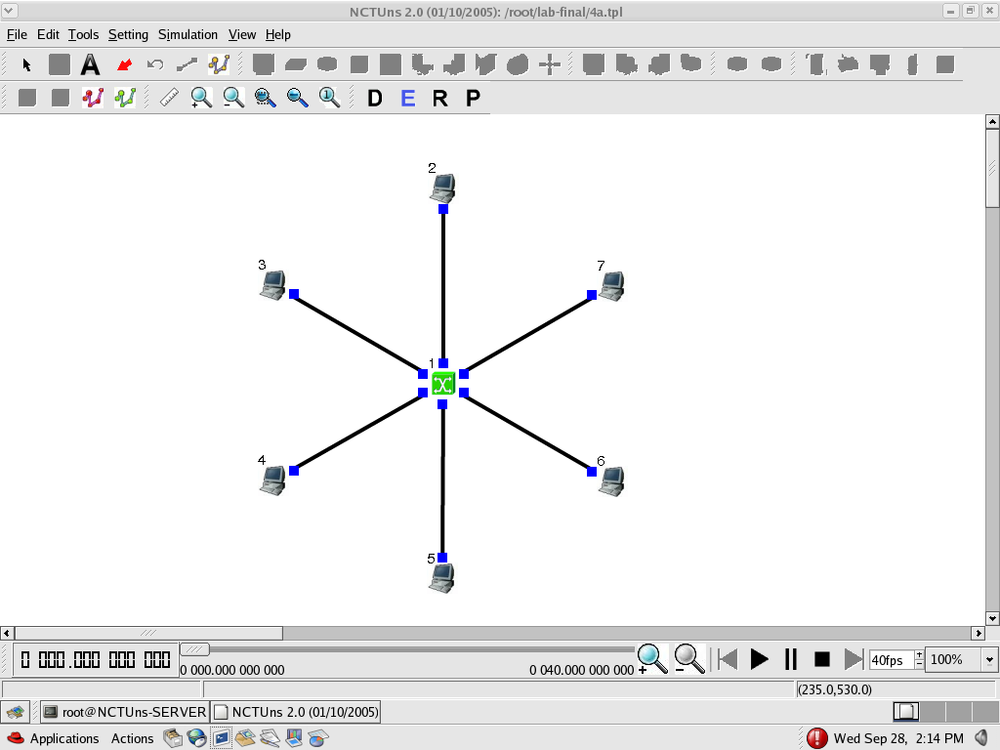 NCTUns 2.0 (01/10/2005): /root/lab-final/4a.tpl
File Edit Tools Setting Simulation View Help
A
1
D E R P
2
3
7
1
4
6
5
0 000.000 000 000
0 000.000 000 000
0 040.000 000 000
40fps
100%
(235.0,530.0)
root@NCTUns-SERVER
NCTUns 2.0 (01/10/2005)
Applications Actions
Wed Sep 28, 2:14 PM